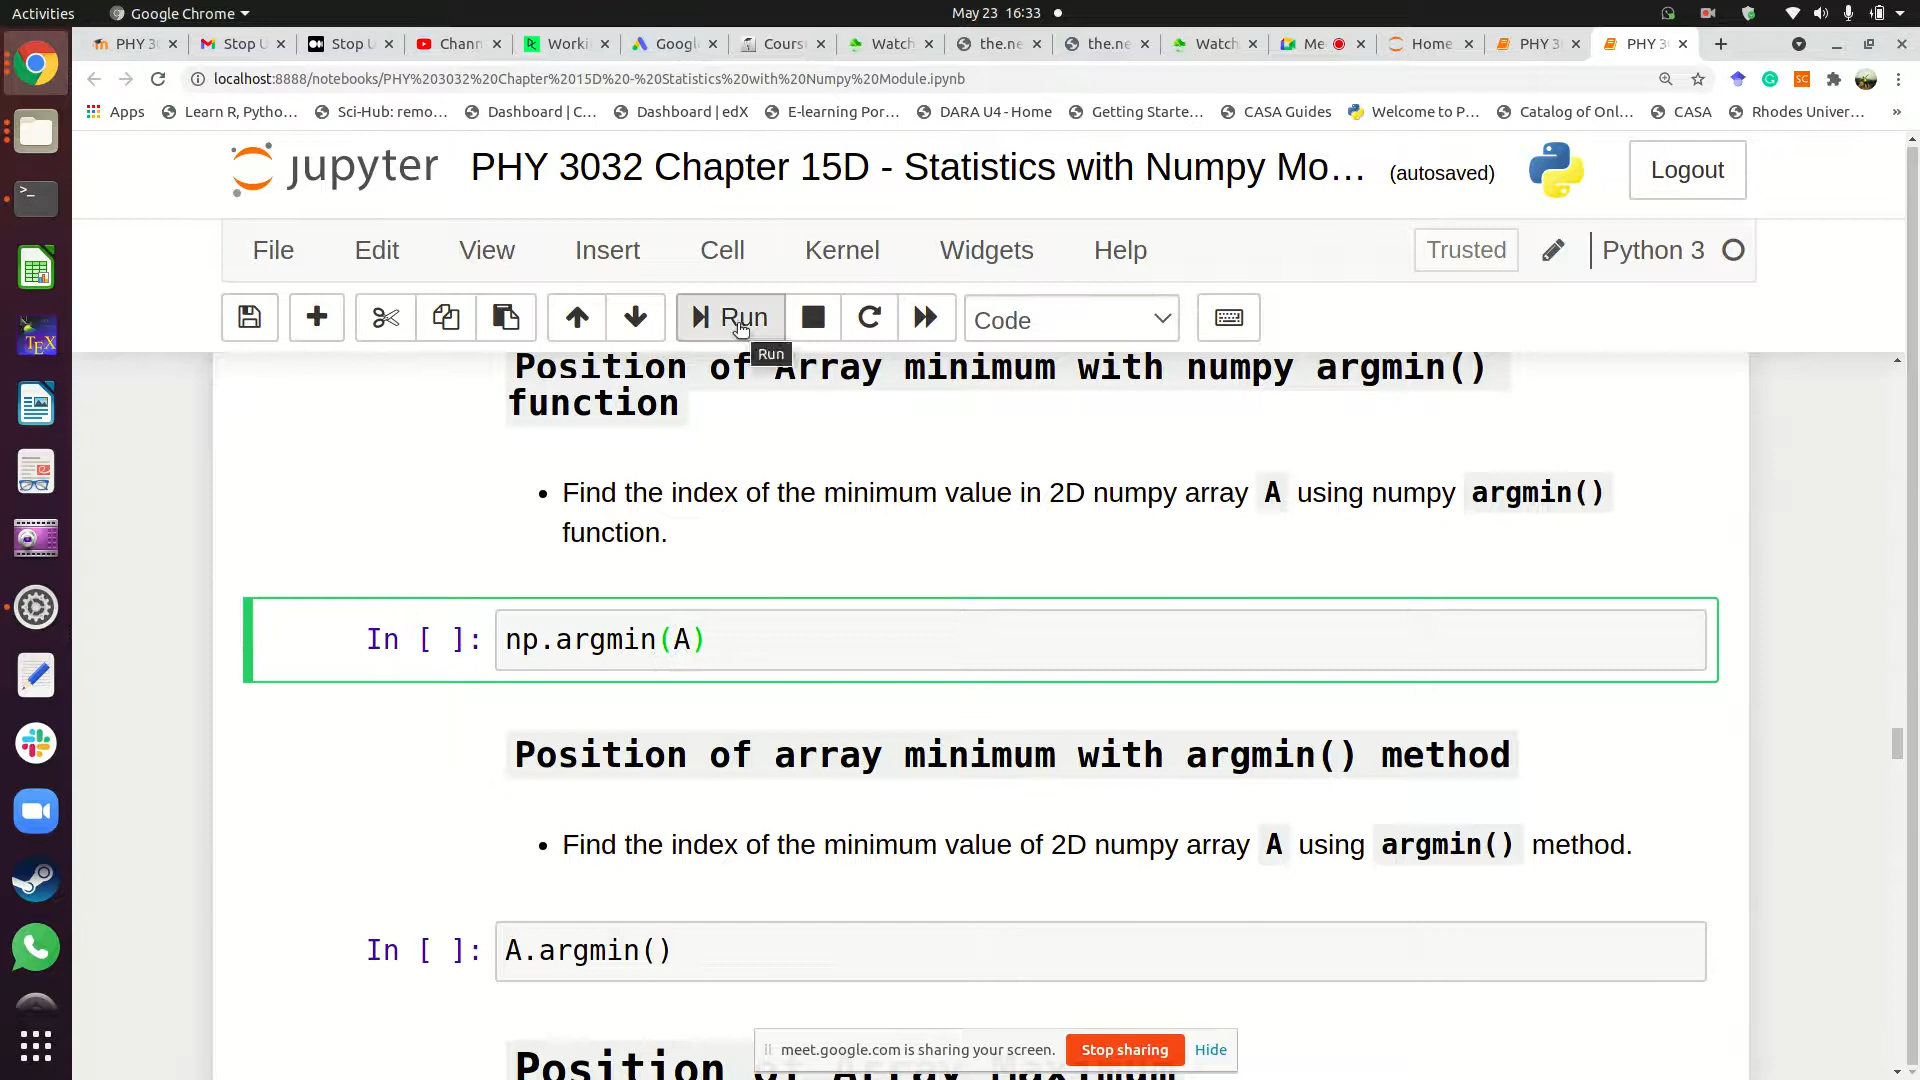 Activities Google Chrome May 23 16:33
PHY 3 Stop U Stop U Chann Worki Googl Cours Watch the.ne the.ne Watch Me Home PHY 3 PHY 3
localhost:8888/notebooks/PHY%203032%20Chapter%2015D%20-%20Statistics%20with%20Numpy%20Module.ipynb
Apps Learn R, Pytho... Sci-Hub: remo... Dashboard | C... Dashboard | edX E-learning Por... DARA U4 - Home Getting Starte... CASA Guides Welcome to P... Catalog of Onl... CASA Rhodes Univer... »
jupyter PHY 3032 Chapter 15D - Statistics with Numpy Mo... (autosaved) Logout
File Edit View Insert Cell Kernel Widgets Help Trusted Python 3
Run Code
Run
Position of Array minimum with numpy argmin()
function
• Find the index of the minimum value in 2D numpy array A using numpy argmin()
function.
In [ ]: np.argmin(A)
Position of array minimum with argmin() method
• Find the index of the minimum value of 2D numpy array A using argmin() method.
In [ ]: A.argmin()
meet.google.com is sharing your screen. Stop sharing Hide
Position of Array Maximum